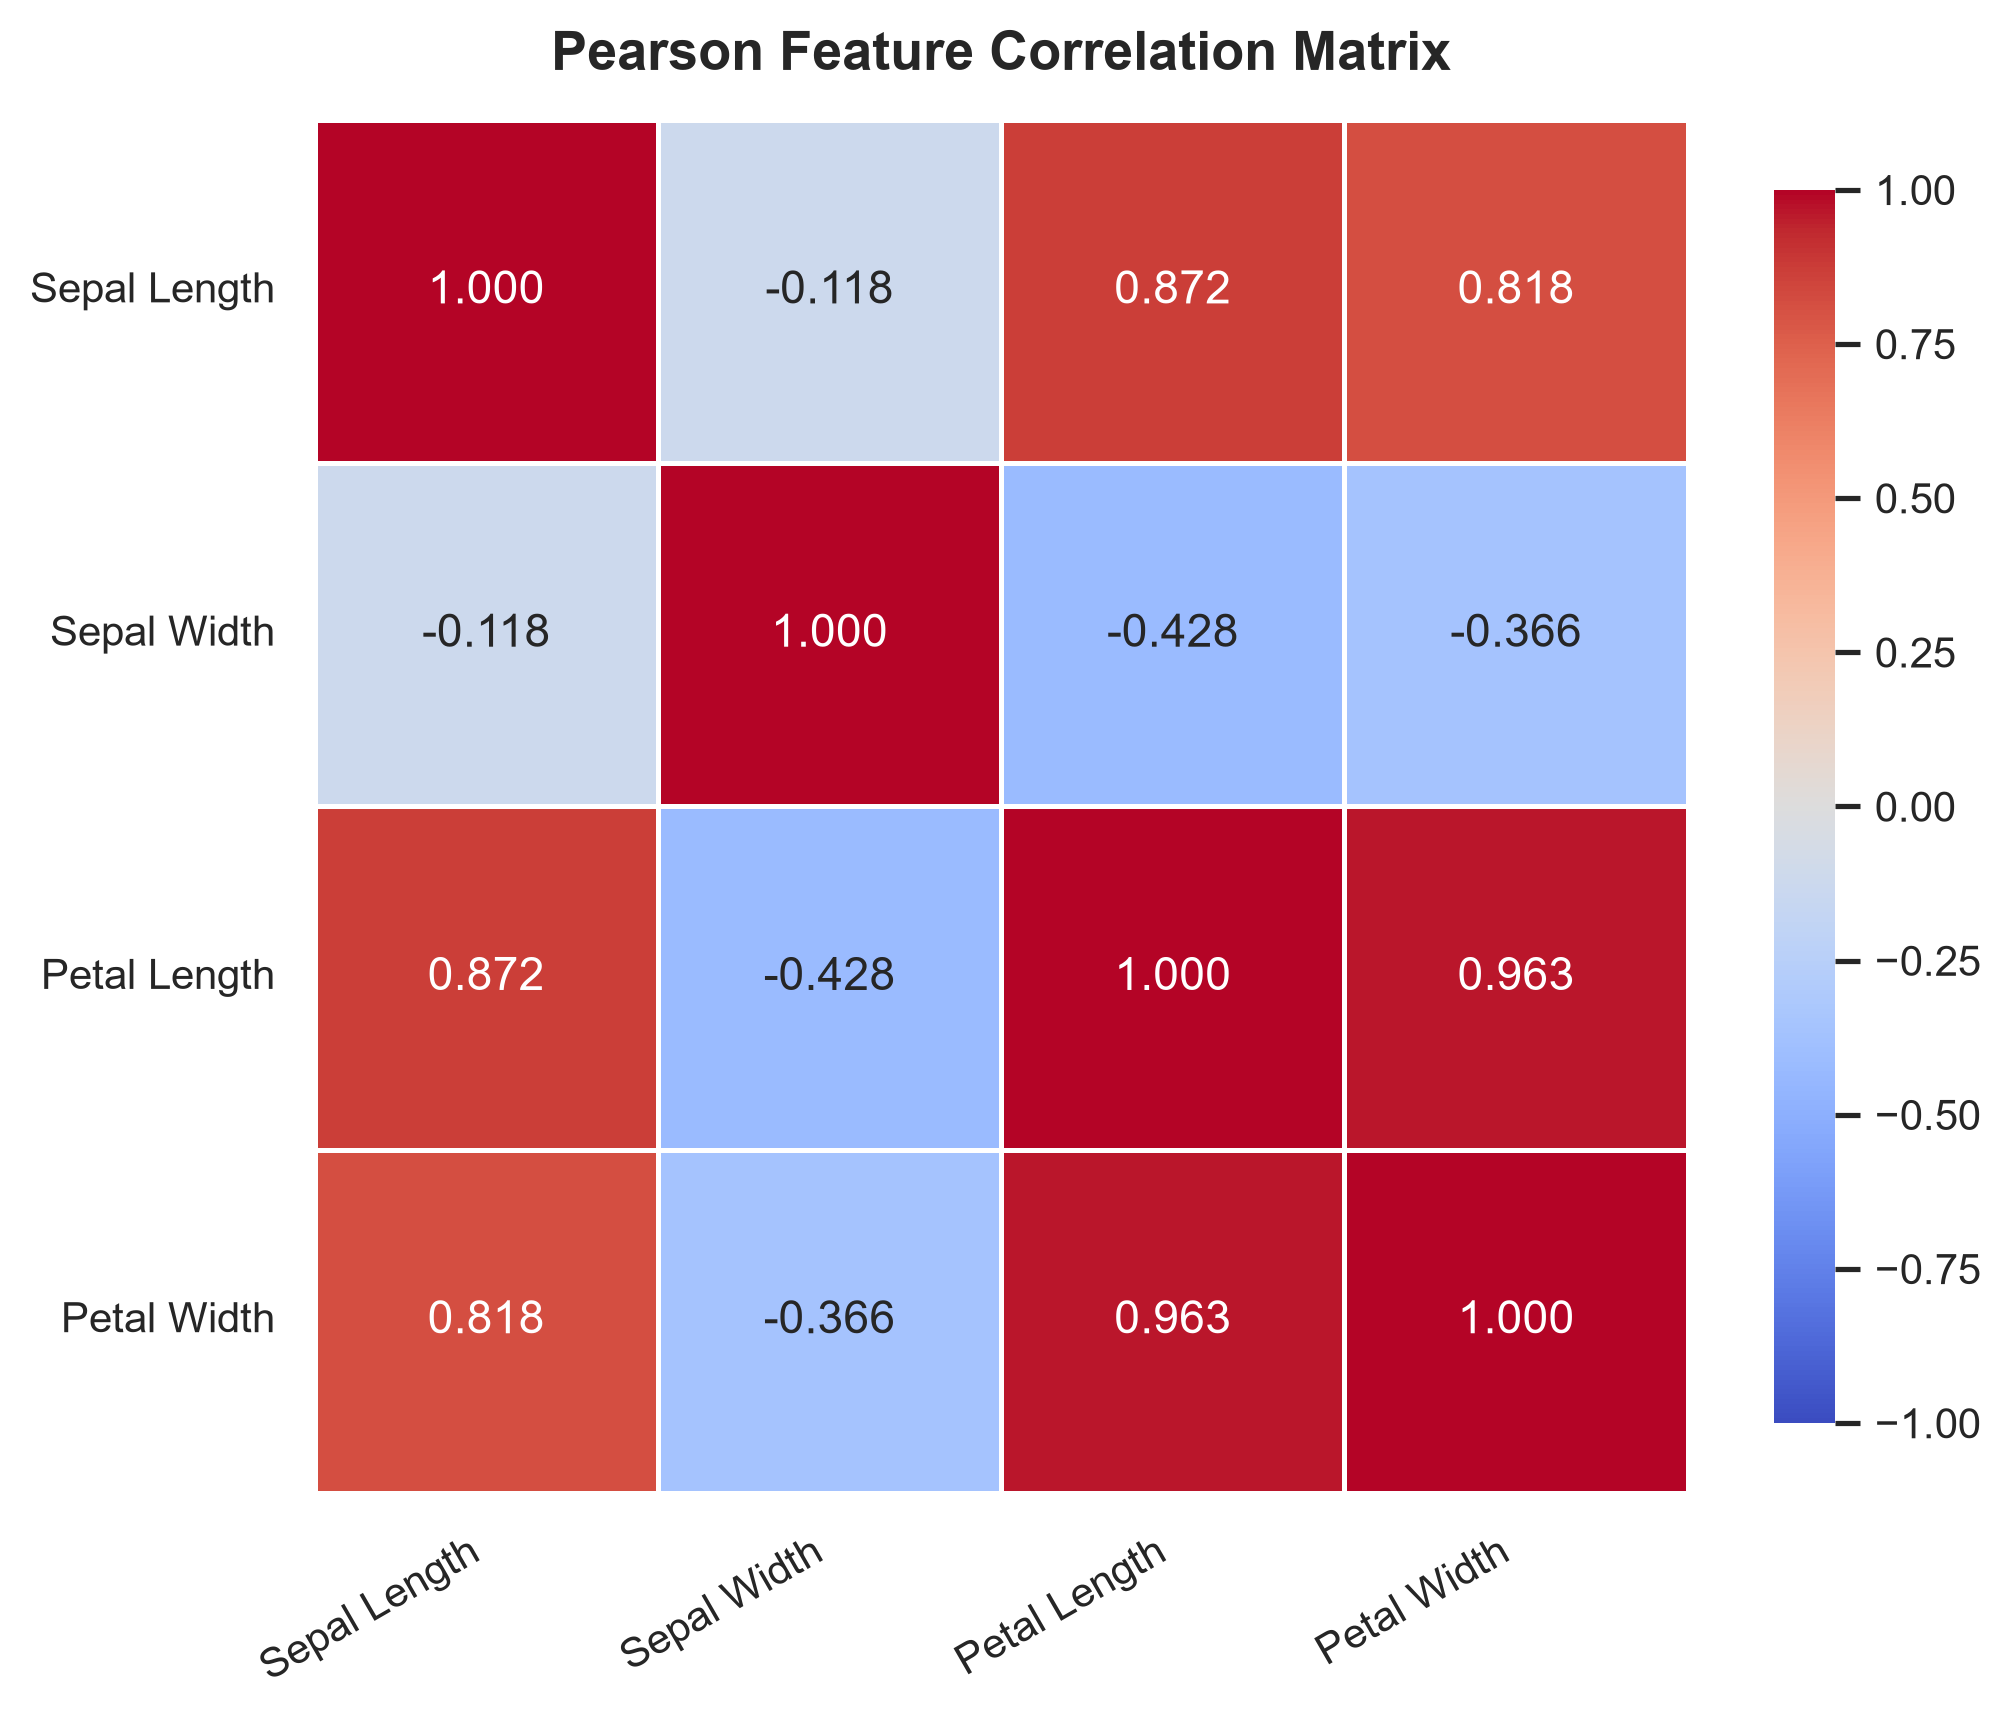 Pearson Feature Correlation Matrix
Sepal Length 1.000 -0.118 0.872 0.818
Sepal Width -0.118 1.000 -0.428 -0.366
Petal Length 0.872 -0.428 1.000 0.963
Petal Width 0.818 -0.366 0.963 1.000
Sepal Length Sepal Width Petal Length Petal Width
1.00
0.75
0.50
0.25
0.00
−0.25
−0.50
−0.75
−1.00